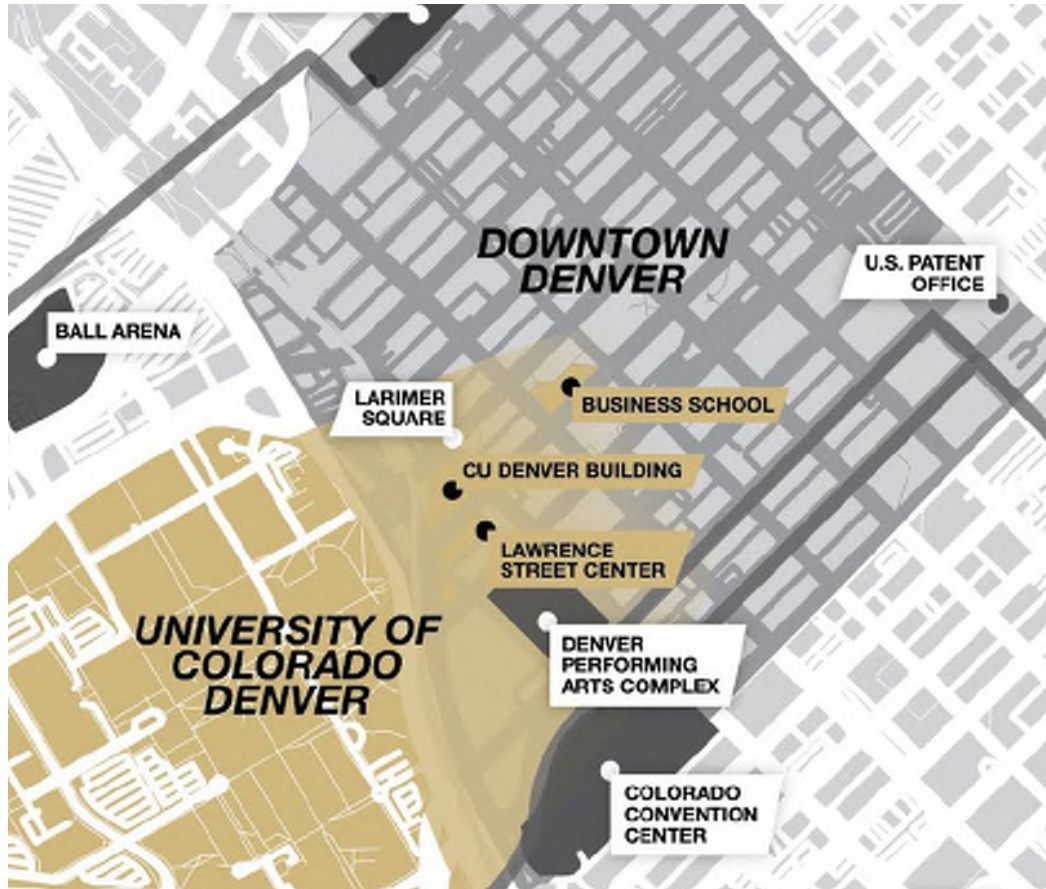 DOWNTOWN
DENVER
U.S. PATENT
OFFICE
BALL ARENA
LARIMER
SQUARE
BUSINESS SCHOOL
CU DENVER BUILDING
LAWRENCE
STREET CENTER
UNIVERSITY OF
COLORADO
DENVER
DENVER
PERFORMING
ARTS COMPLEX
COLORADO
CONVENTION
CENTER